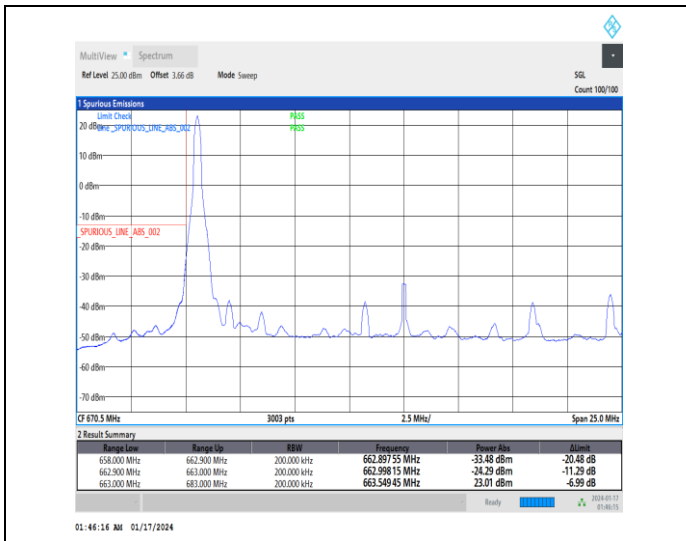 MultiView Spectrum
Ref Level 25.00 dBm Offset 3.66 dB Mode Sweep SGL
Count 100/100
1 Spurious Emissions
Limit Check PASS
20 dBm Line _SPURIOUS_LINE_ABS_002 PASS
10 dBm
0 dBm
-10 dBm
_SPURIOUS_LINE_ABS_002
-20 dBm
-30 dBm
-40 dBm
-50 dBm
-60 dBm
-70 dBm
CF 670.5 MHz 3003 pts 2.5 MHz/ Span 25.0 MHz
2 Result Summary
Range Low Range Up RBW Frequency Power Abs ΔLimit
658.000 MHz 662.900 MHz 200.000 kHz 662.89755 MHz -33.48 dBm -20.48 dB
662.900 MHz 663.000 MHz 200.000 kHz 662.99815 MHz -24.29 dBm -11.29 dB
663.000 MHz 683.000 MHz 200.000 kHz 663.54945 MHz 23.01 dBm -6.99 dB
Ready 2024-01-17
01:46:15
01:46:16 AM 01/17/2024